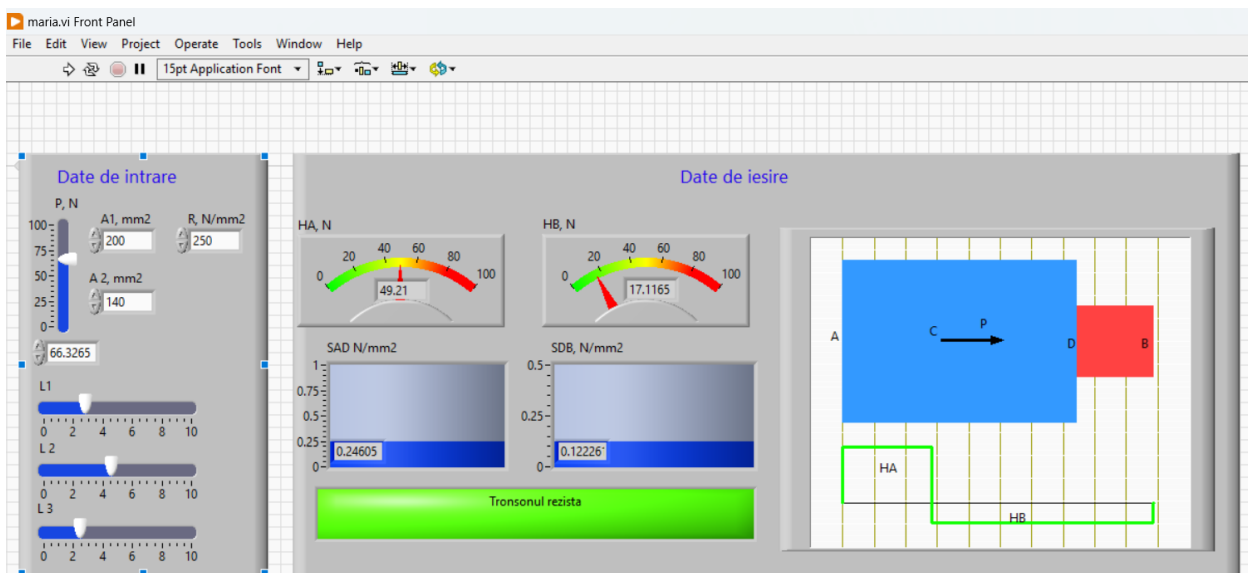 maria.vi Front Panel
File Edit View Project Operate Tools Window Help
15pt Application Font
Date de intrare
P, N
100
75
50
25
0
A1, mm2
200
R, N/mm2
250
A 2, mm2
140
66.3265
L1
0 2 4 6 8 10
L 2
0 2 4 6 8 10
L 3
0 2 4 6 8 10
Date de iesire
HA, N
0 20 40 60 80 100
49.21
HB, N
0 20 40 60 80 100
17.1165
SAD N/mm2
1
0.75
0.5
0.25
0
0.24605
SDB, N/mm2
0.5
0.25
0
0.12226
Tronsonul rezista
A
C
P
D
B
HA
HB